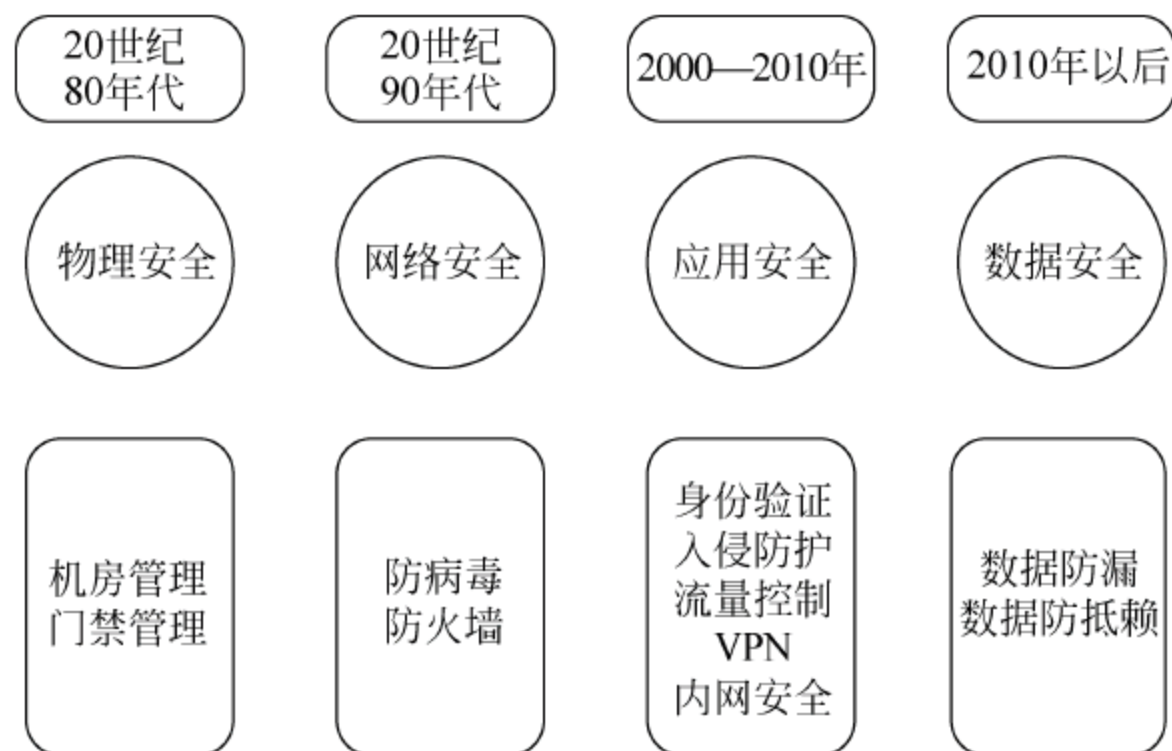 20世纪
80年代
20世纪
90年代
2000—2010年
2010年以后
物理安全
网络安全
应用安全
数据安全
机房管理
门禁管理
防病毒
防火墙
身份验证
入侵防护
流量控制
VPN
内网安全
数据防漏
数据防抵赖